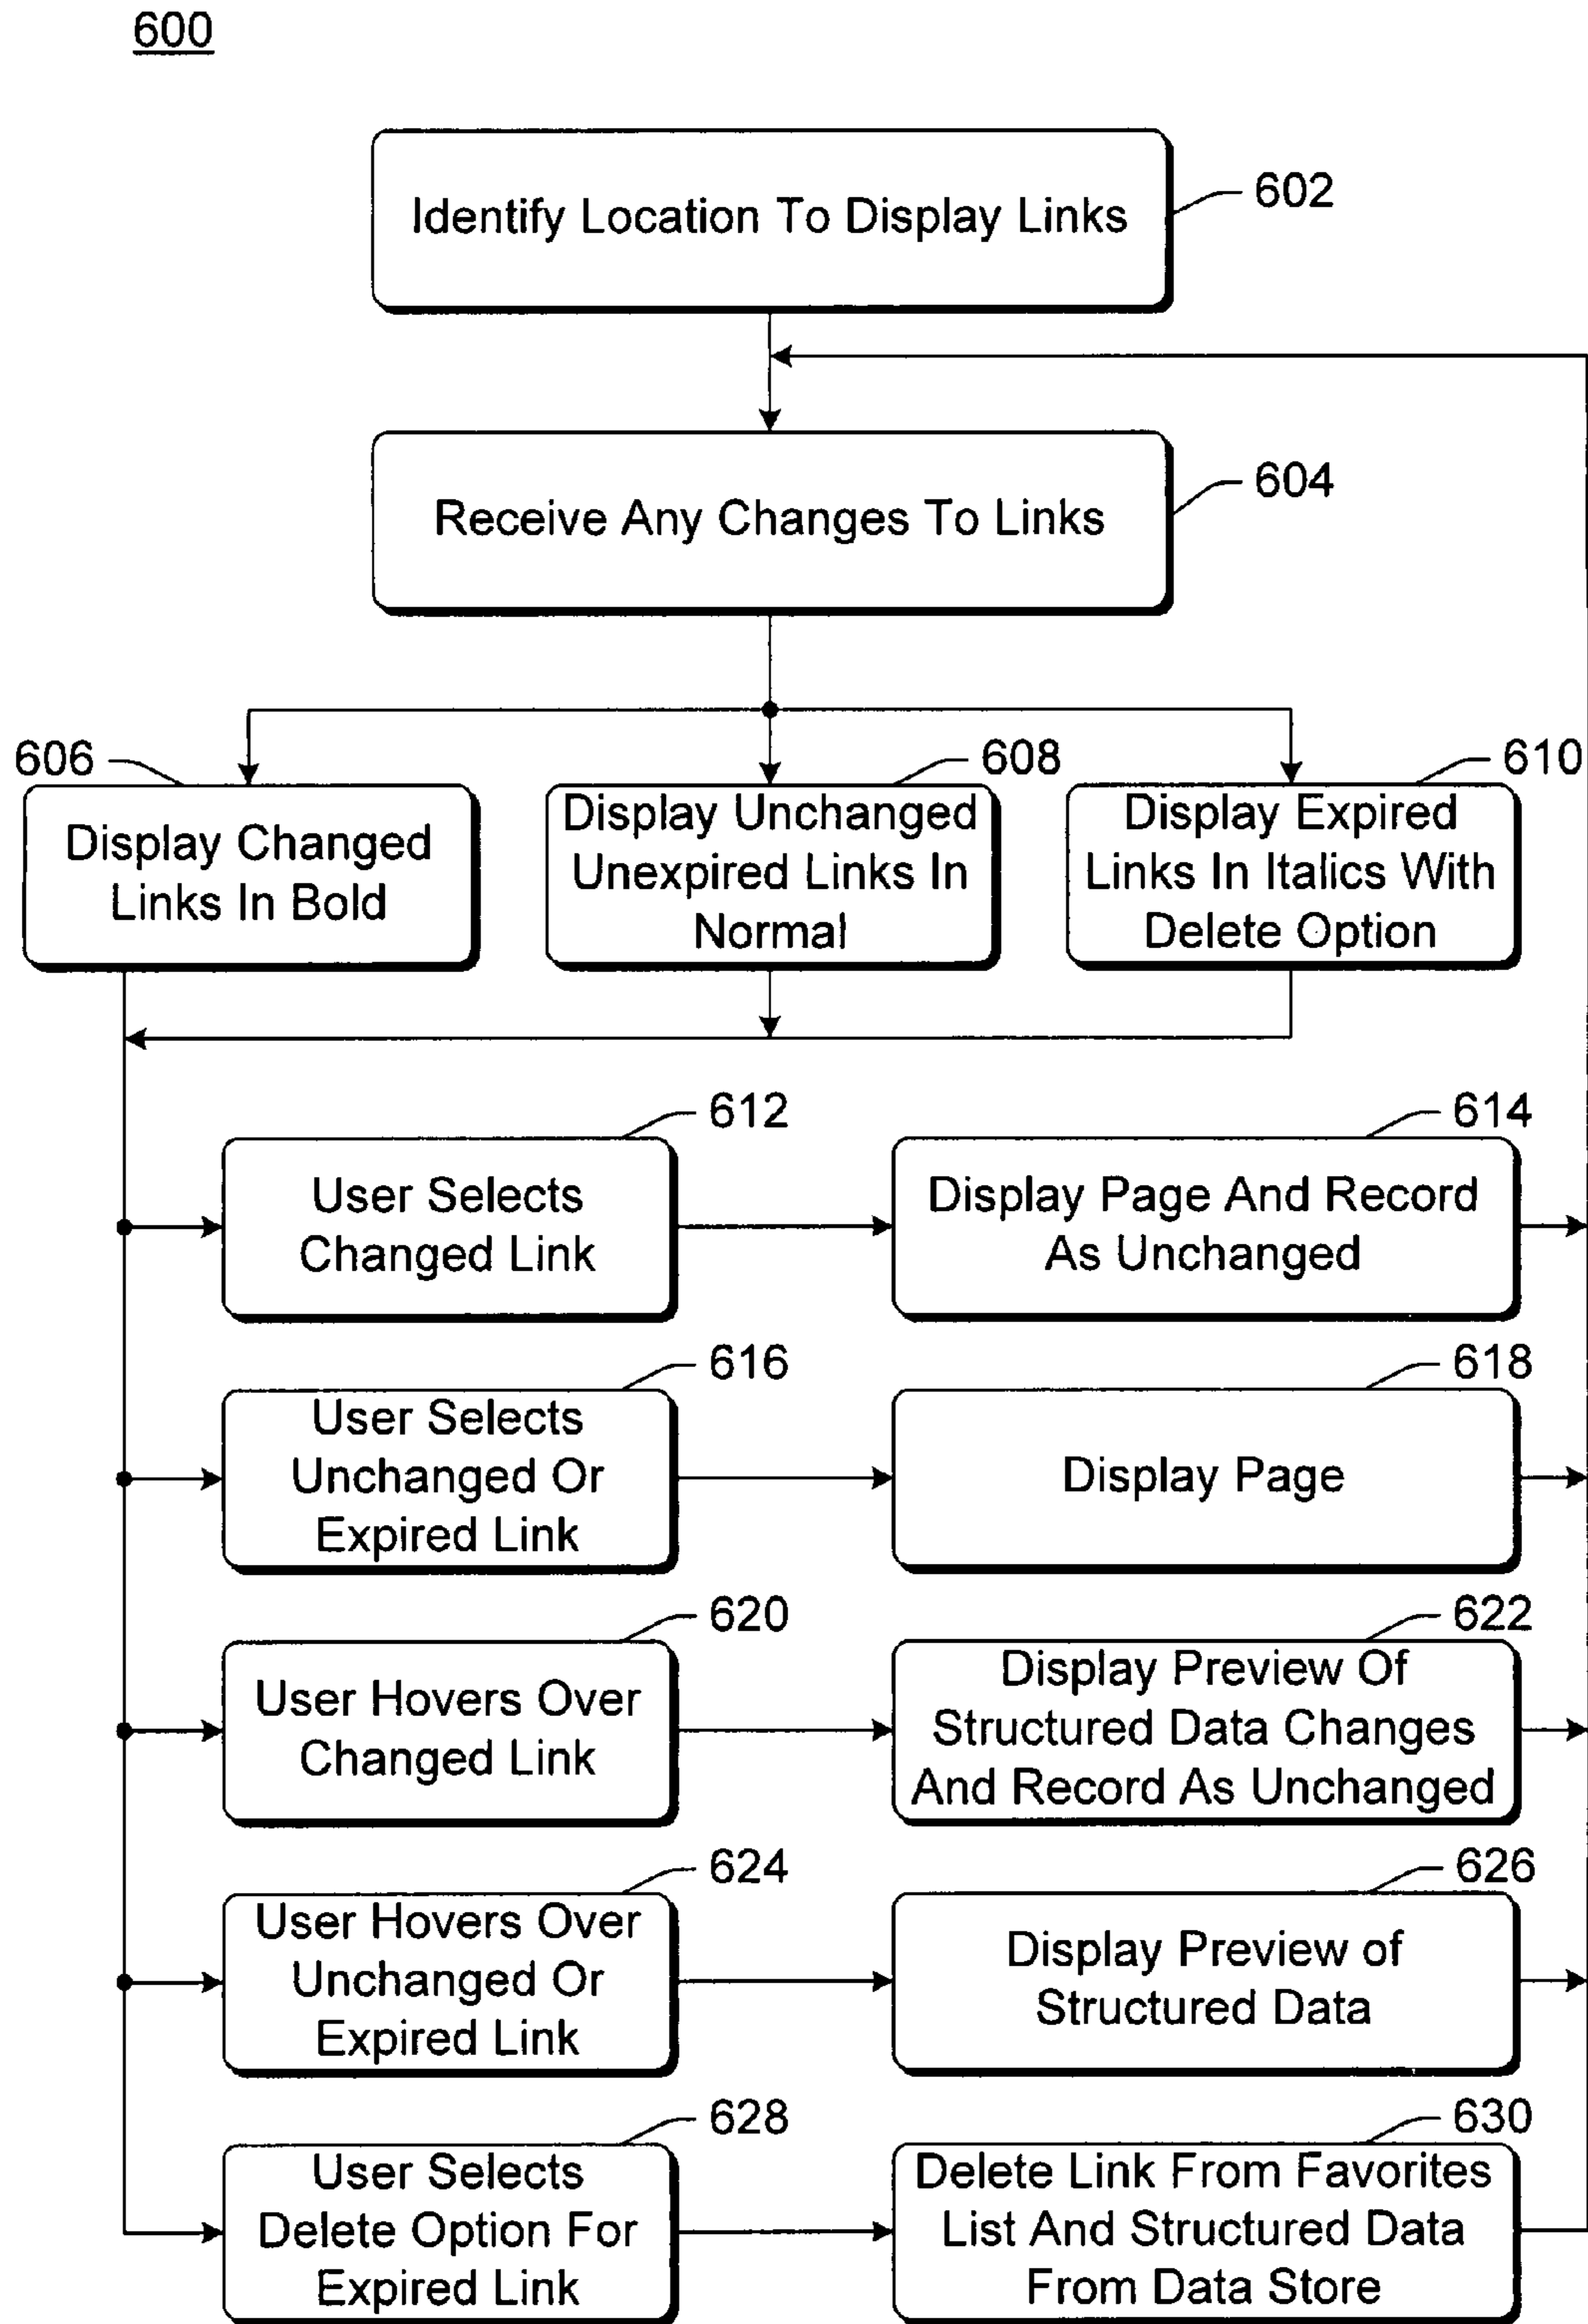 600
Identify Location To Display Links
602
Receive Any Changes To Links
604
606
Display Changed
Links In Bold
608
Display Unchanged
Unexpired Links In
Normal
610
Display Expired
Links In Italics With
Delete Option
612
User Selects
Changed Link
614
Display Page And Record
As Unchanged
616
User Selects
Unchanged Or
Expired Link
618
Display Page
620
User Hovers Over
Changed Link
622
Display Preview Of
Structured Data Changes
And Record As Unchanged
624
User Hovers Over
Unchanged Or
Expired Link
626
Display Preview of
Structured Data
628
User Selects
Delete Option For
Expired Link
630
Delete Link From Favorites
List And Structured Data
From Data Store